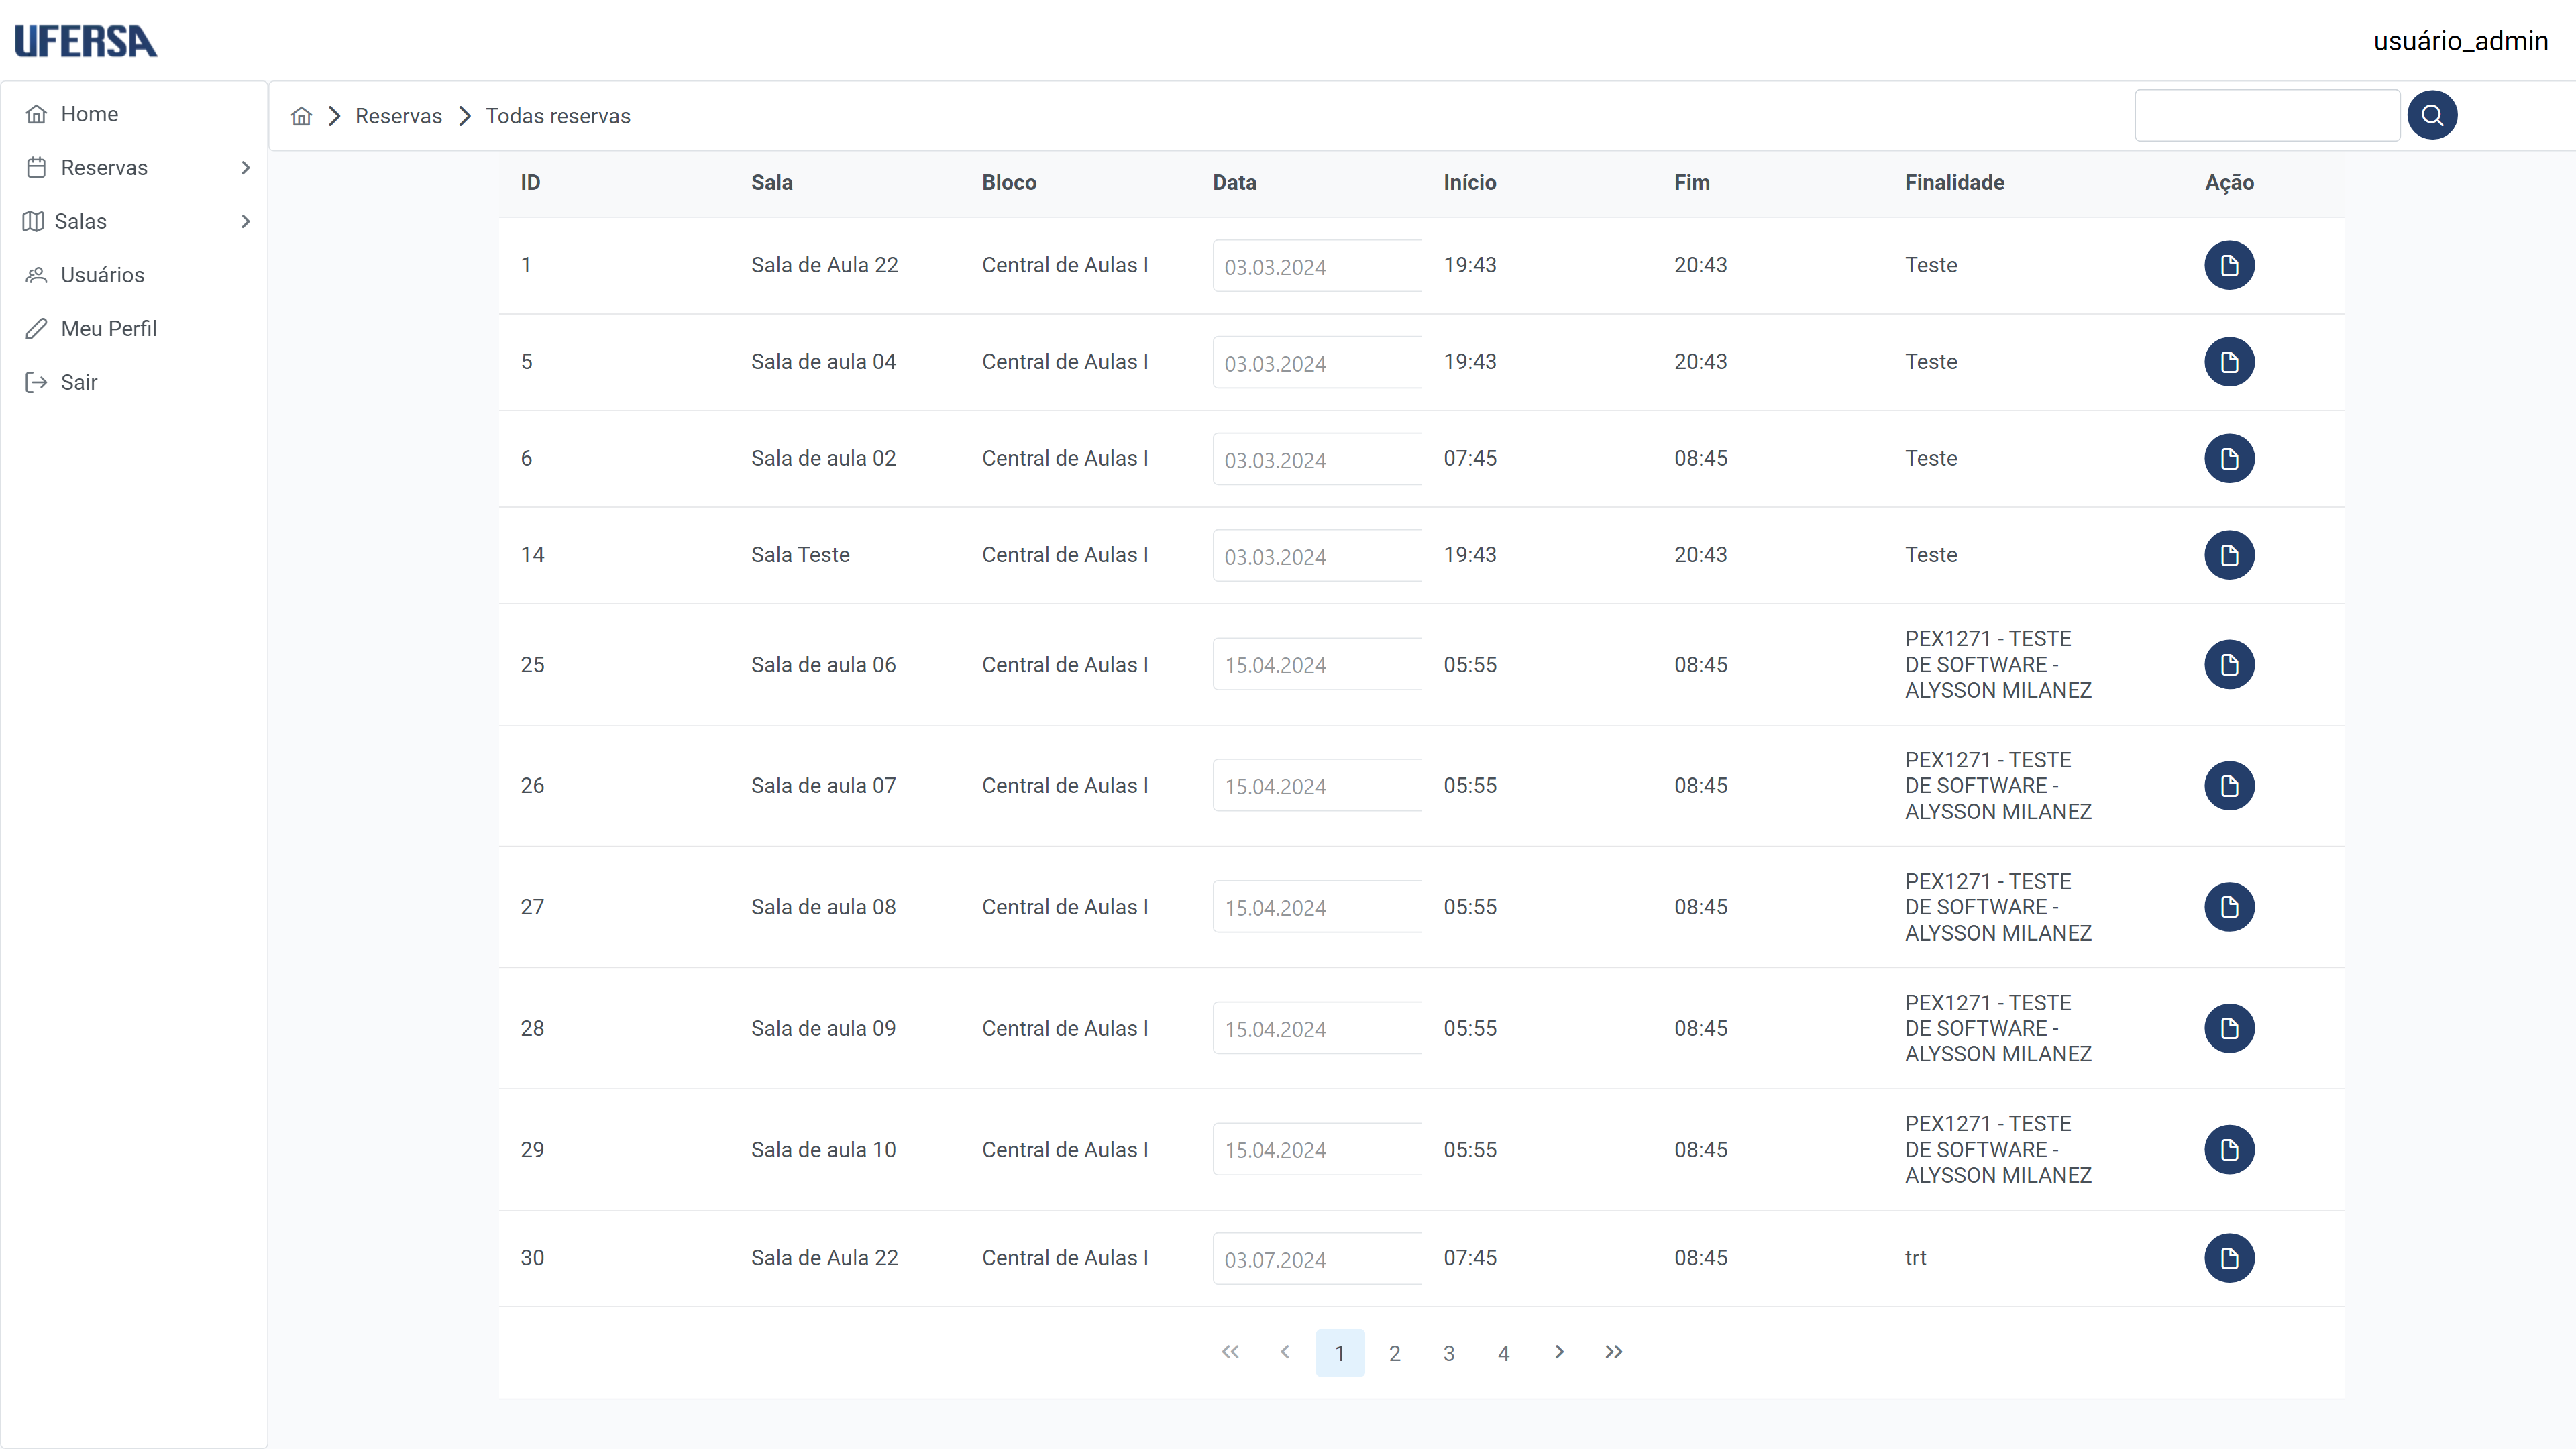 UFERSA
usuário_admin
Home
Reservas
Salas
Usuários
Meu Perfil
Sair
Reservas
Todas reservas
ID Sala Bloco Data Início Fim Finalidade Ação
1 Sala de Aula 22 Central de Aulas I 03.03.2024 19:43 20:43 Teste
5 Sala de aula 04 Central de Aulas I 03.03.2024 19:43 20:43 Teste
6 Sala de aula 02 Central de Aulas I 03.03.2024 07:45 08:45 Teste
14 Sala Teste Central de Aulas I 03.03.2024 19:43 20:43 Teste
25 Sala de aula 06 Central de Aulas I 15.04.2024 05:55 08:45 PEX1271 - TESTE
DE SOFTWARE -
ALYSSON MILANEZ
26 Sala de aula 07 Central de Aulas I 15.04.2024 05:55 08:45 PEX1271 - TESTE
DE SOFTWARE -
ALYSSON MILANEZ
27 Sala de aula 08 Central de Aulas I 15.04.2024 05:55 08:45 PEX1271 - TESTE
DE SOFTWARE -
ALYSSON MILANEZ
28 Sala de aula 09 Central de Aulas I 15.04.2024 05:55 08:45 PEX1271 - TESTE
DE SOFTWARE -
ALYSSON MILANEZ
29 Sala de aula 10 Central de Aulas I 15.04.2024 05:55 08:45 PEX1271 - TESTE
DE SOFTWARE -
ALYSSON MILANEZ
30 Sala de Aula 22 Central de Aulas I 03.07.2024 07:45 08:45 trt
1 2 3 4